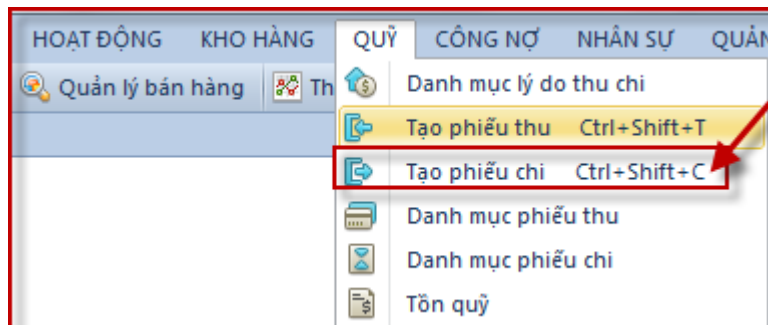 HOẠT ĐỘNG KHO HÀNG QUỸ CÔNG NỢ NHÂN SỰ QUẢN
Quản lý bán hàng Th
Danh mục lý do thu chi
Tạo phiếu thu Ctrl+Shift+T
Tạo phiếu chi Ctrl+Shift+C
Danh mục phiếu thu
Danh mục phiếu chi
Tồn quỹ